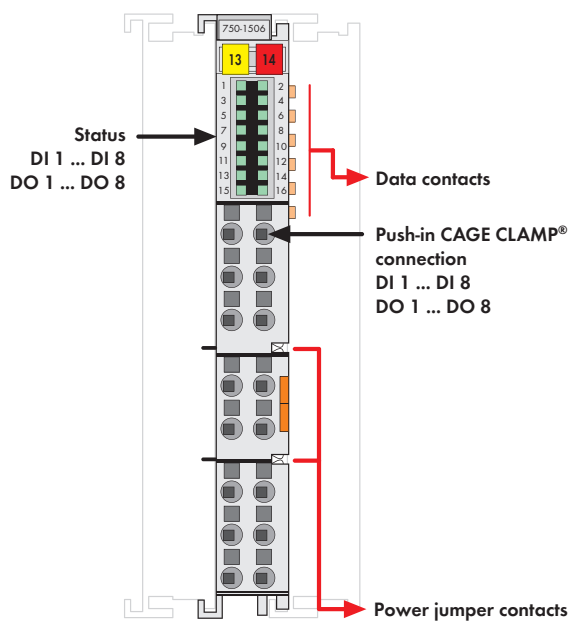 750-1506
13 14
1 2
3 4
5 6
7 8
9 10
11 12
13 14
15 16
Status
DI 1 ... DI 8
DO 1 ... DO 8
Data contacts
Push-in CAGE CLAMP®
connection
DI 1 ... DI 8
DO 1 ... DO 8
Power jumper contacts